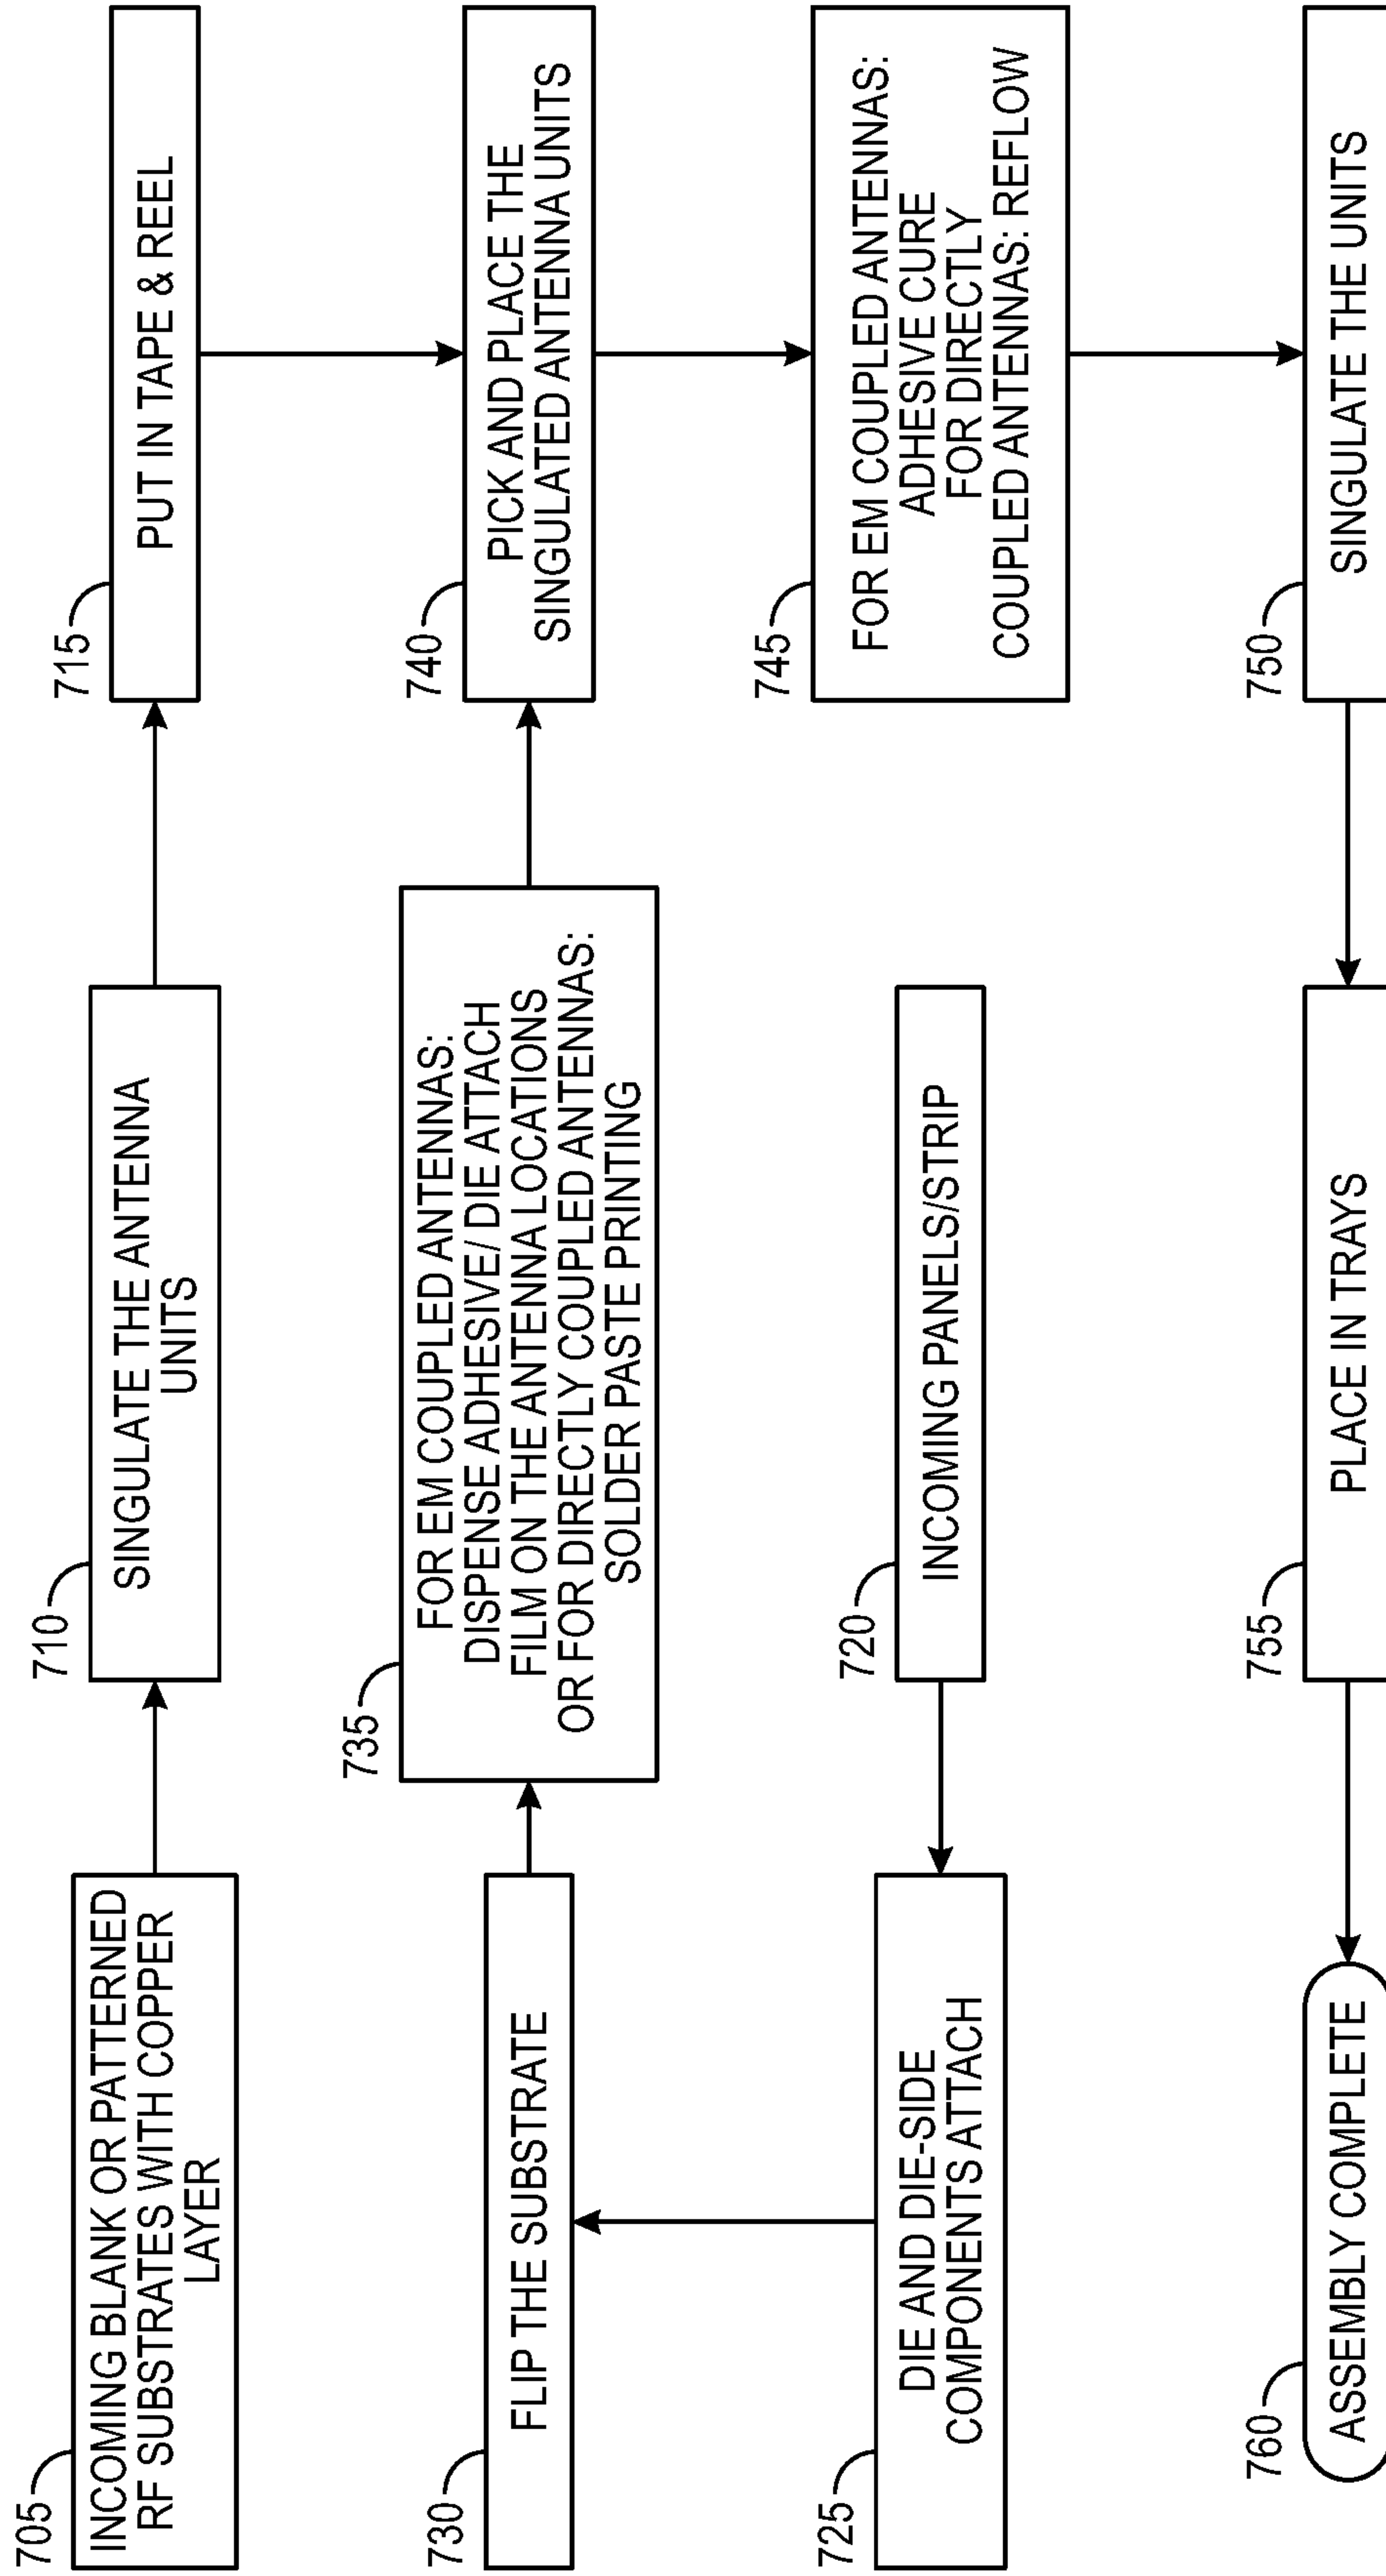 705
INCOMING BLANK OR PATTERNED
RF SUBSTRATES WITH COPPER
LAYER
710
SINGULATE THE ANTENNA
UNITS
715
PUT IN TAPE & REEL
730
FLIP THE SUBSTRATE
735
FOR EM COUPLED ANTENNAS:
DISPENSE ADHESIVE/ DIE ATTACH
FILM ON THE ANTENNA LOCATIONS
OR FOR DIRECTLY COUPLED ANTENNAS:
SOLDER PASTE PRINTING
740
PICK AND PLACE THE
SINGULATED ANTENNA UNITS
725
DIE AND DIE-SIDE
COMPONENTS ATTACH
720
INCOMING PANELS/STRIP
745
FOR EM COUPLED ANTENNAS:
ADHESIVE CURE
FOR DIRECTLY
COUPLED ANTENNAS: REFLOW
760
ASSEMBLY COMPLETE
755
PLACE IN TRAYS
750
SINGULATE THE UNITS